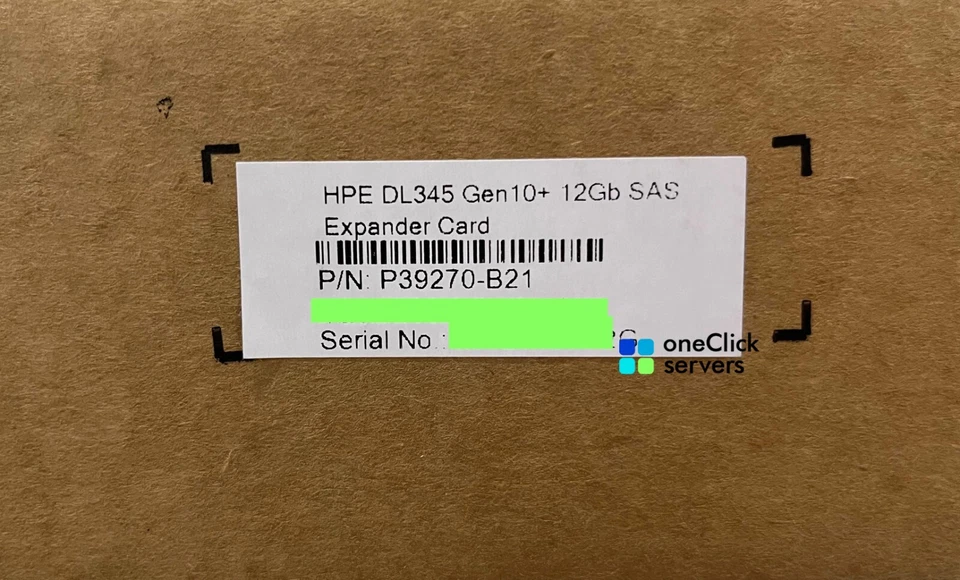 HPE DL345 Gen10+ 12Gb SAS
Expander Card
P/N: P39270-B21
Serial No.:
oneClick
servers